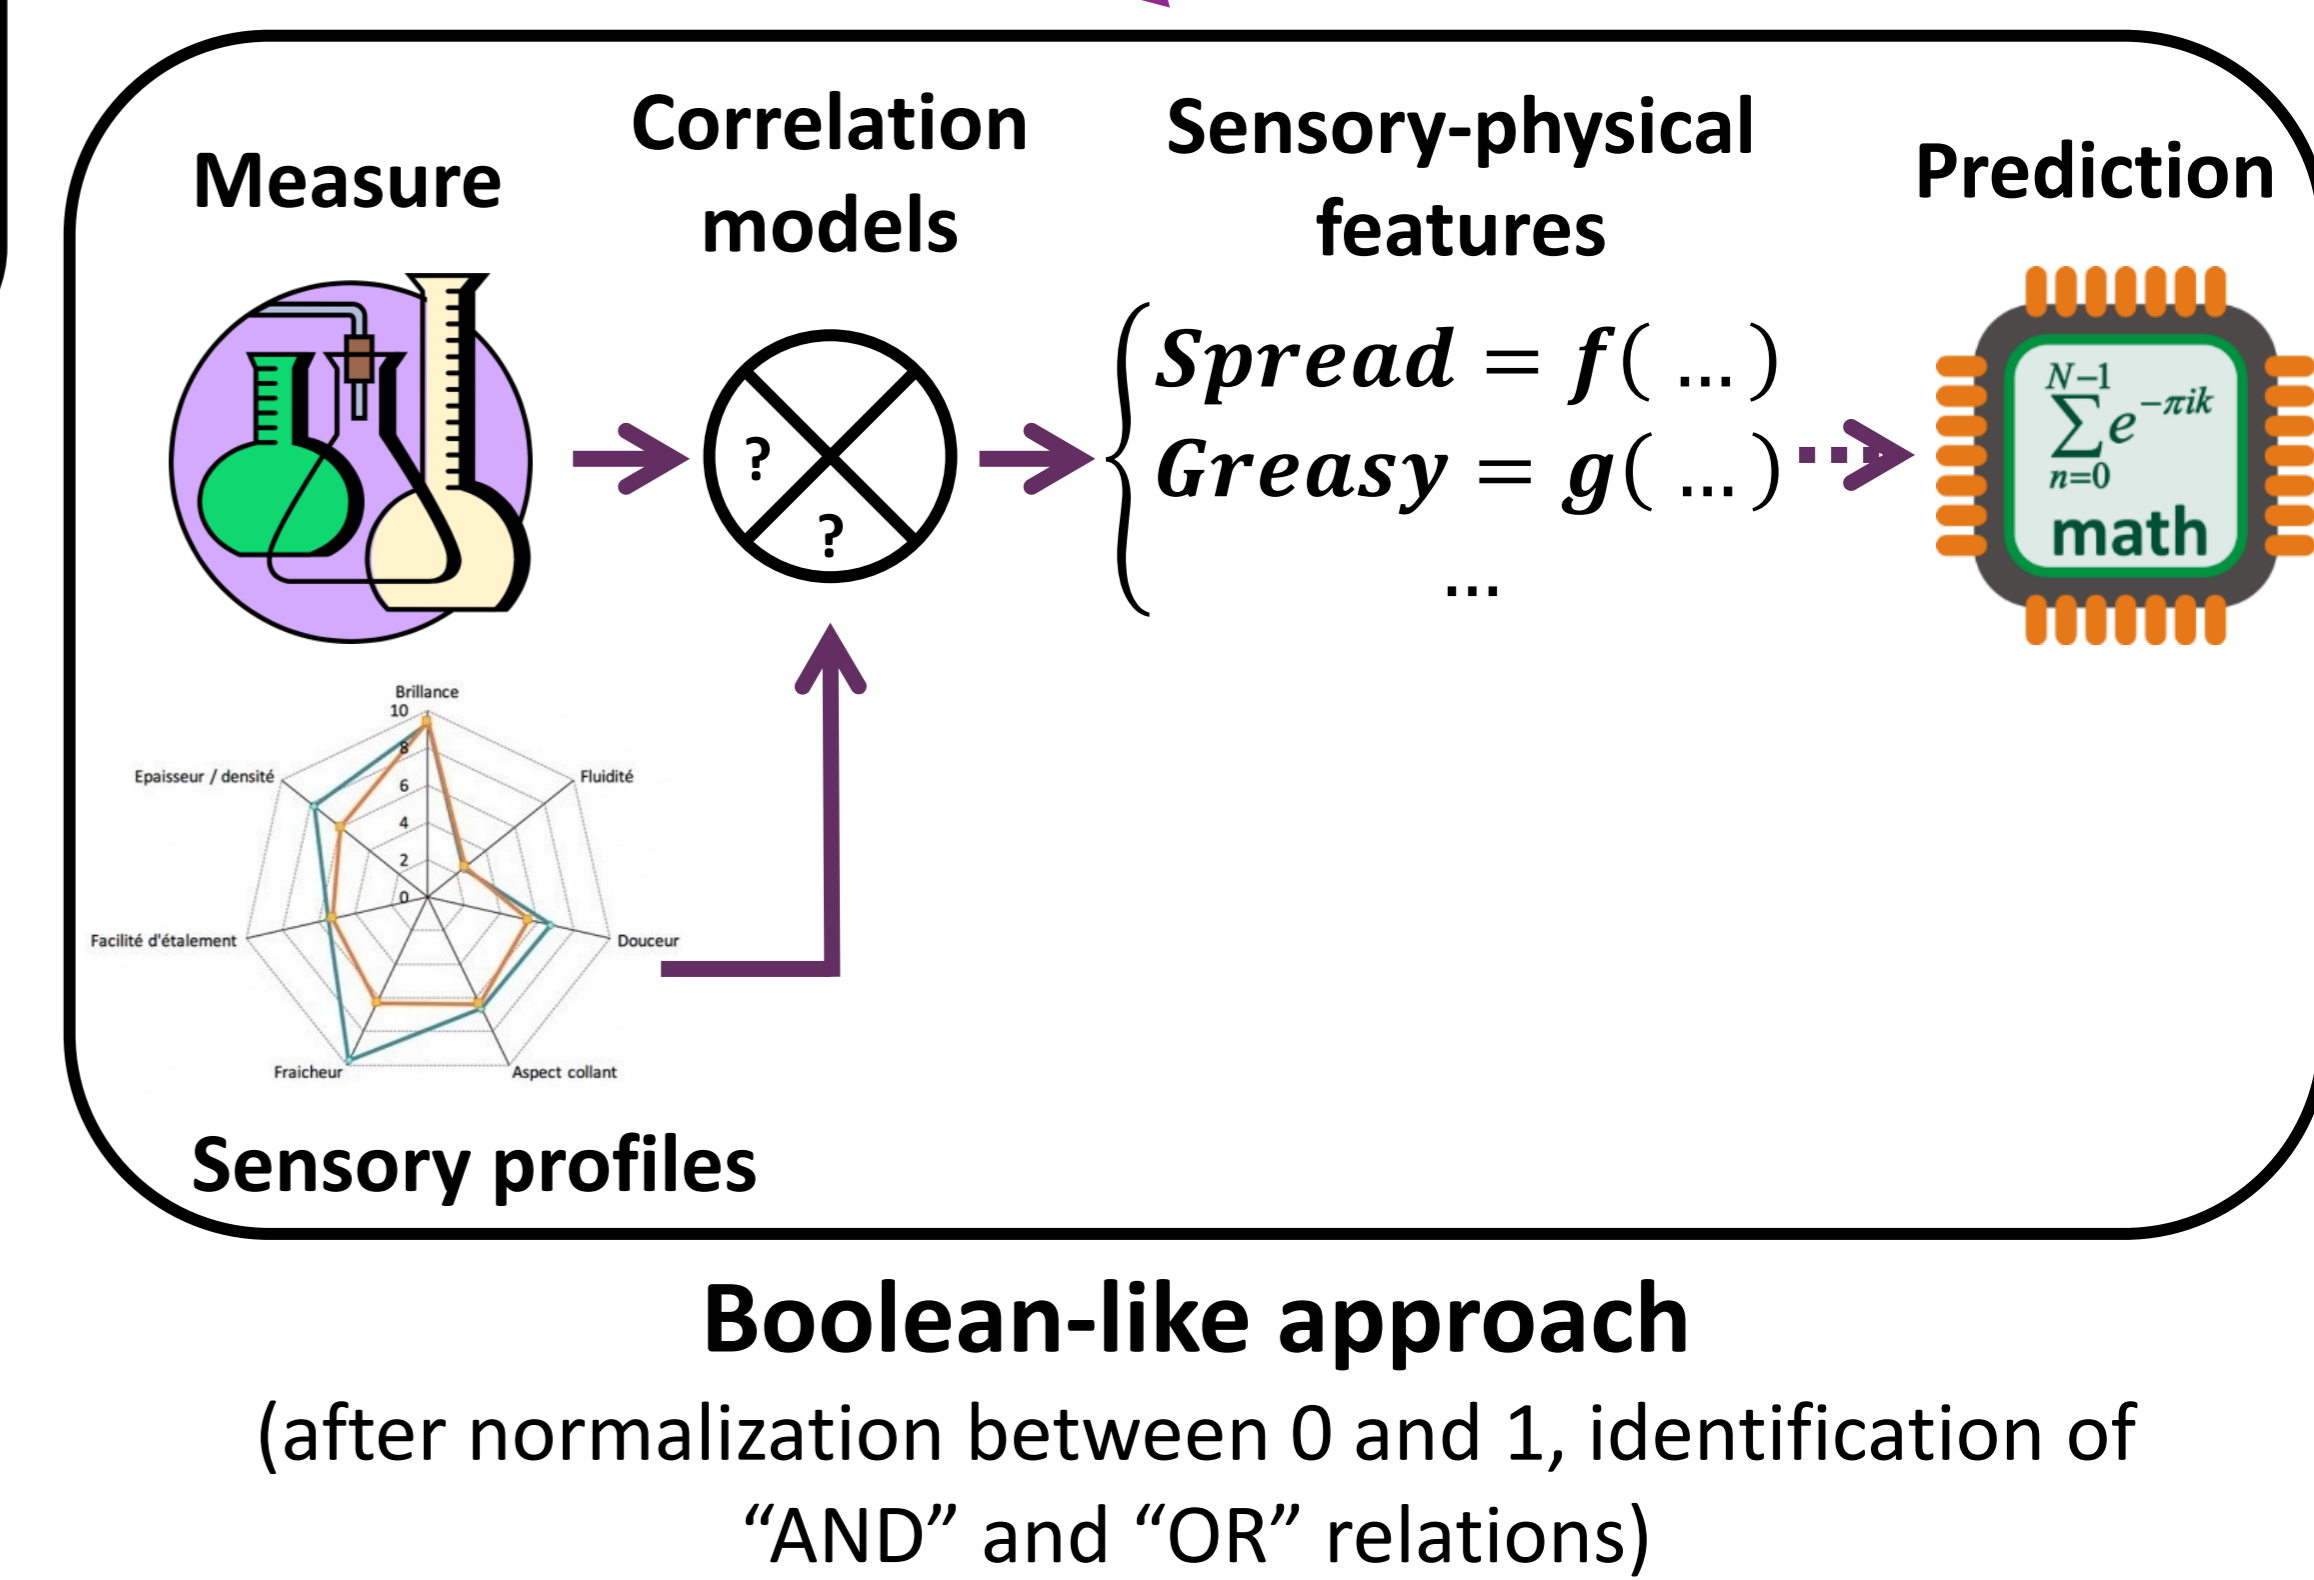 Measure
Correlation
models
Sensory-physical
features
Prediction
? ?
Spread = f( ... )
Greasy = g( ... )
...
N−1
∑ e^−πik
n=0
math
Brillance
10
8
6
4
2
0
Fluidité
Douceur
Aspect collant
Fraicheur
Facilité d'étalement
Epaisseur / densité
Sensory profiles
Boolean-like approach
(after normalization between 0 and 1, identification of
“AND” and “OR” relations)